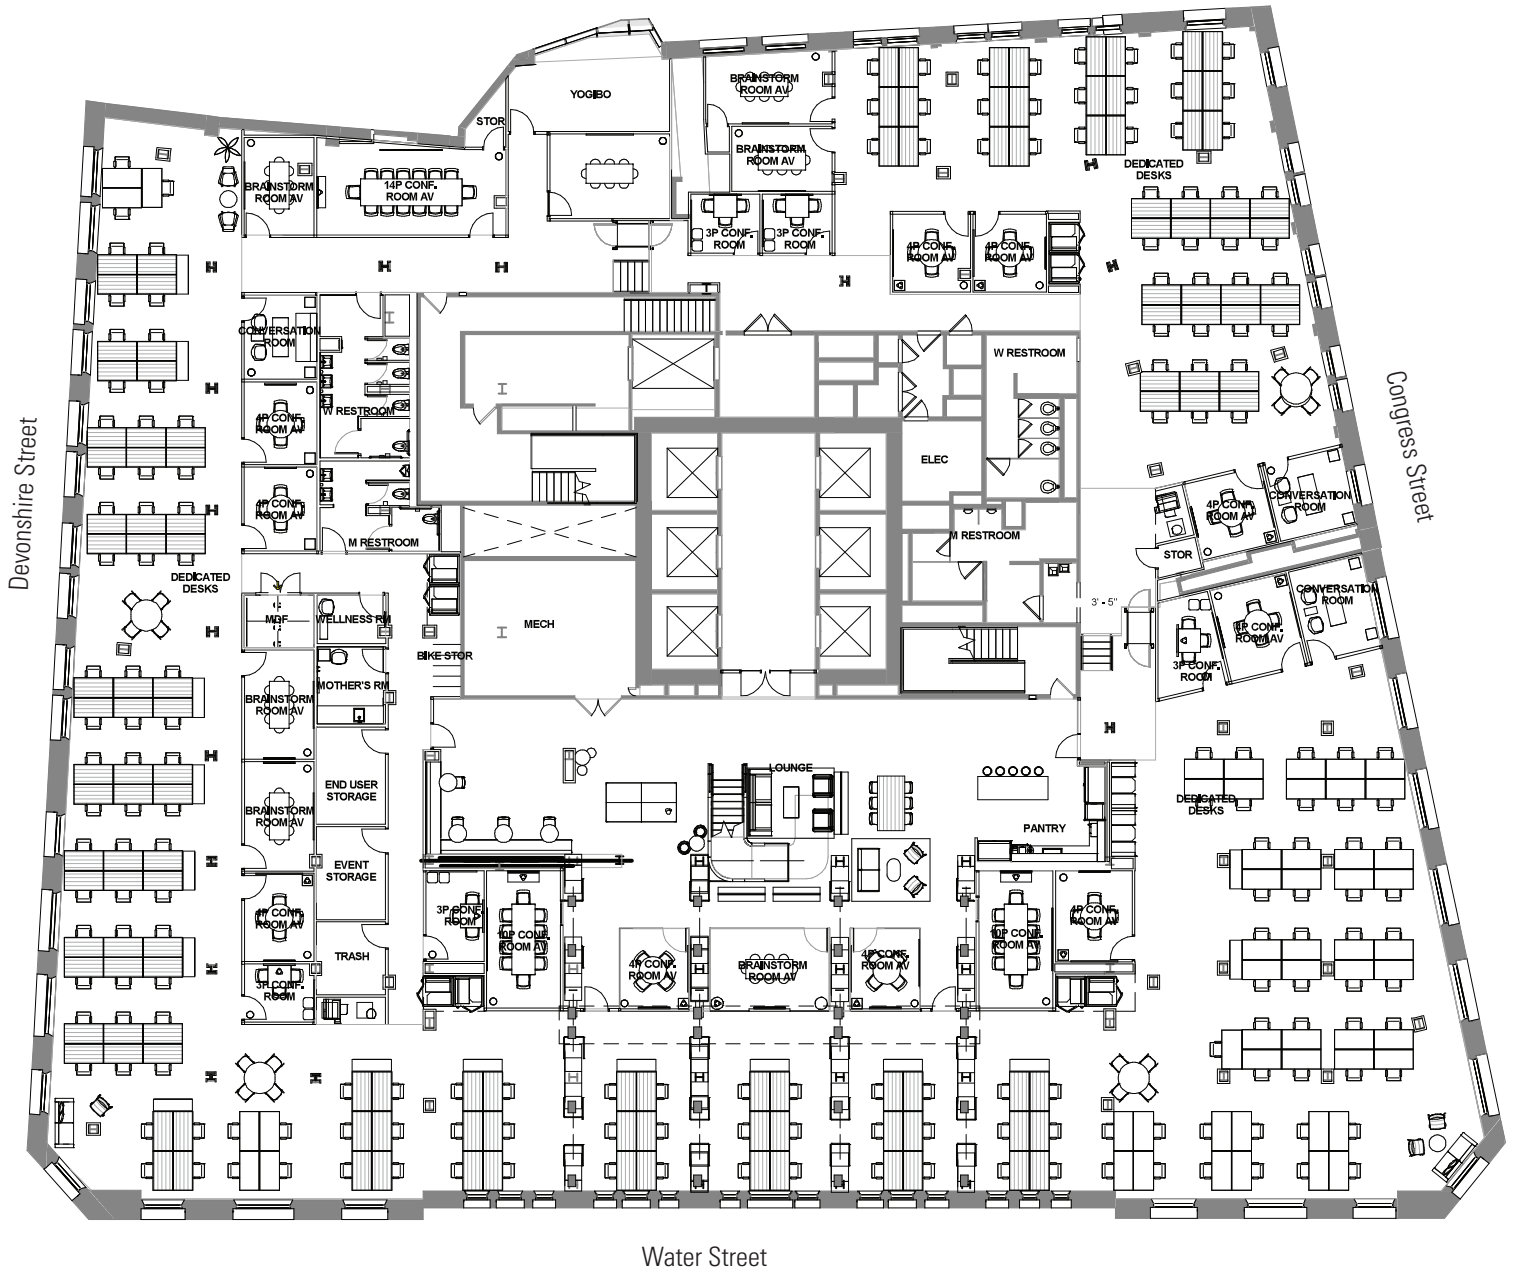 YOGIBO
STOR
BRAINSTORM
ROOM AV
BRAINSTORM
ROOM AV
DEDICATED
DESKS
BRAINSTORM
ROOM AV
14P CONF.
ROOM AV
3P CONF.
ROOM
3P CONF.
ROOM
4P CONF.
ROOM AV
4P CONF.
ROOM AV
CONVERSATION
ROOM
W RESTROOM
W RESTROOM
4P CONF.
ROOM AV
Congress Street
Devonshire Street
ELEC
4P CONF.
ROOM AV
CONVERSATION
ROOM
4P CONF.
ROOM AV
M RESTROOM
M RESTROOM
STOR
DEDICATED
DESKS
CONVERSATION
ROOM
3' - 5"
MDF
WELLNESS RM
MECH
4P CONF.
ROOM AV
BIKE STOR
3P CONF.
ROOM
MOTHER'S RM
BRAINSTORM
ROOM AV
LOUNGE
END USER
STORAGE
DEDICATED
DESKS
BRAINSTORM
ROOM AV
PANTRY
EVENT
STORAGE
4P CONF.
ROOM AV
3P CONF.
ROOM
10P CONF.
ROOM AV
10P CONF.
ROOM AV
4P CONF.
ROOM AV
TRASH
4P CONF.
ROOM AV
BRAINSTORM
ROOM AV
4P CONF.
ROOM AV
3P CONF.
ROOM
Water Street